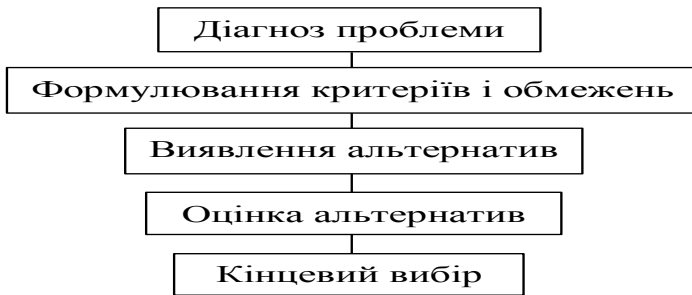 Діагноз проблеми
Формулювання критеріїв і обмежень
Виявлення альтернатив
Оцінка альтернатив
Кінцевий вибір